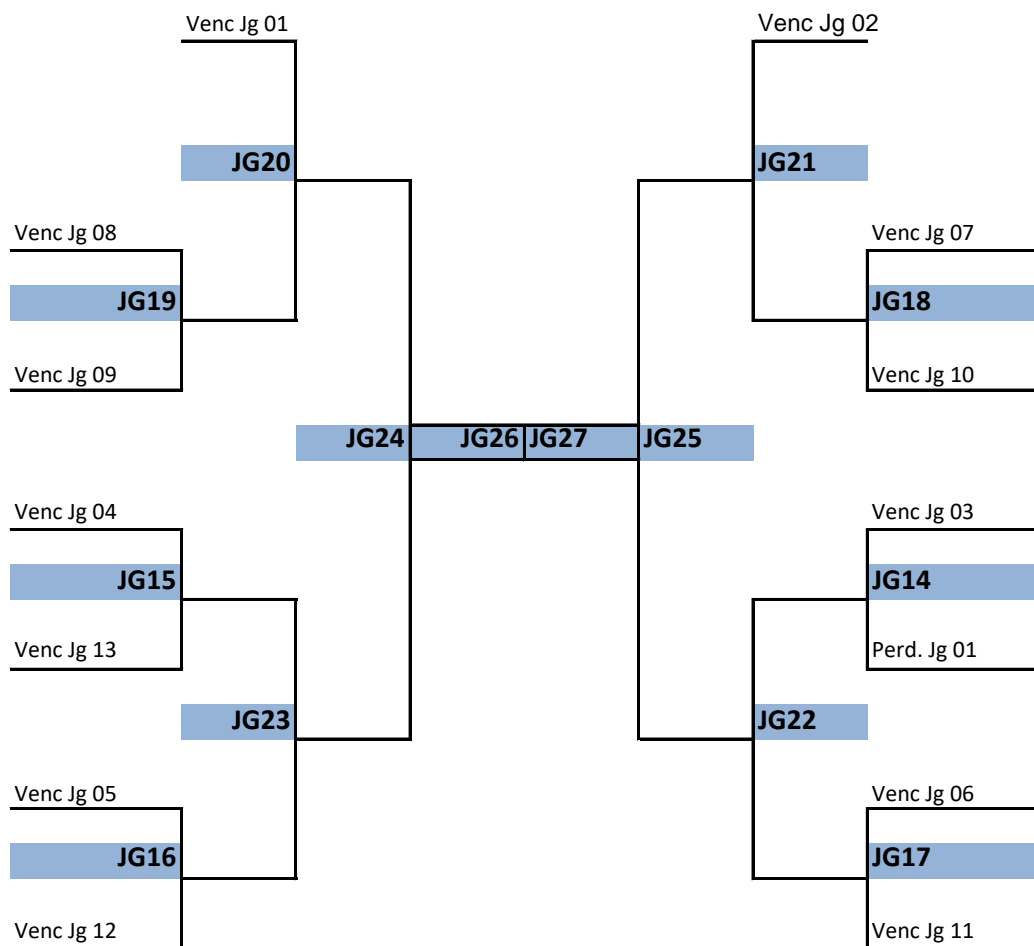 Venc Jg 01 Venc Jg 02
JG20 JG21
Venc Jg 08 Venc Jg 07
JG19 JG18
Venc Jg 09 Venc Jg 10
JG24 JG26 JG27 JG25
Venc Jg 04 Venc Jg 03
JG15 JG14
Venc Jg 13 Perd. Jg 01
JG23 JG22
Venc Jg 05 Venc Jg 06
JG16 JG17
Venc Jg 12 Venc Jg 11